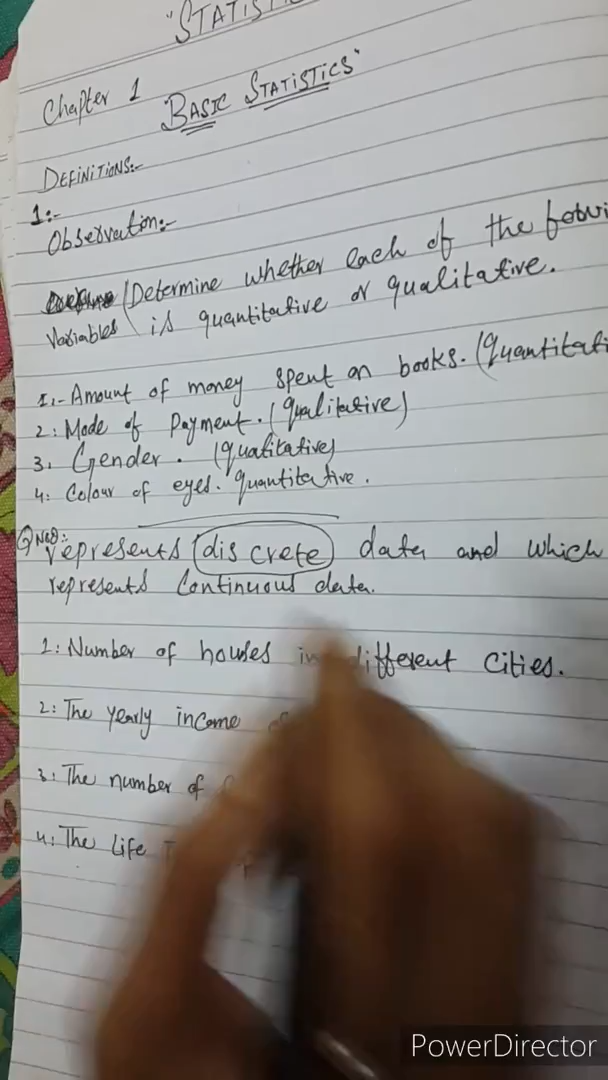 "STATIS
Chapter 1
BASIC STATISTICS"
DEFINITIONS:-
1:-
Observation:-
(Determine whether each of the
variables is quantitative or qualitative.
1.- Amount of money spent on books. (Quantitati
2: Mode of Payment. (qualitative)
3. Gender. (qualitative)
4: Colour of eyes. quantitative.
Q No2:-
represents discrete data and which
represents Continuous data.
1: Number of houses in different Cities.
2: The yearly income
3: The number of
4: The Life
PowerDirector